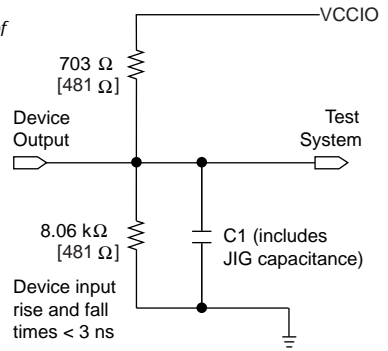 of
VCCIO
703 Ω
[481 Ω]
Device
Output
Test
System
8.06 kΩ
[481 Ω]
C1 (includes
JIG capacitance)
Device input
rise and fall
times < 3 ns